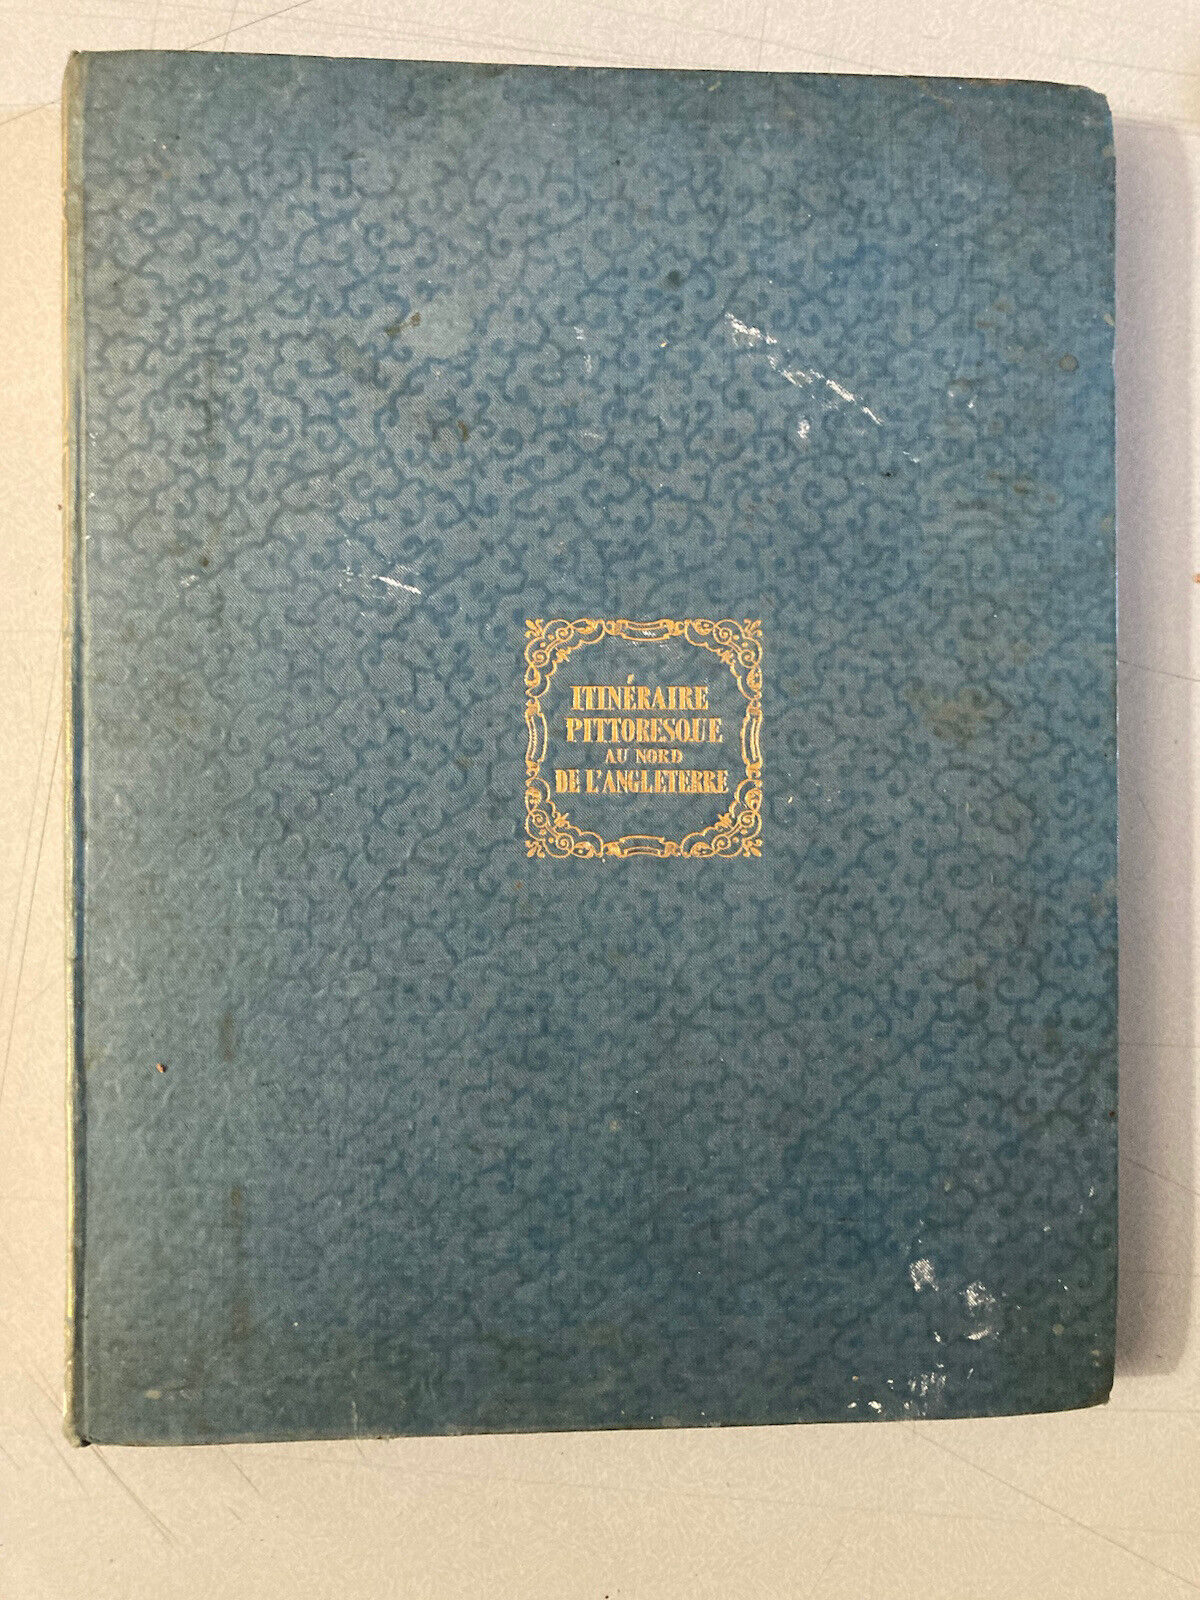 ITINÉRAIRE
PITTORESQUE
AU NORD
DE L'ANGLETERRE